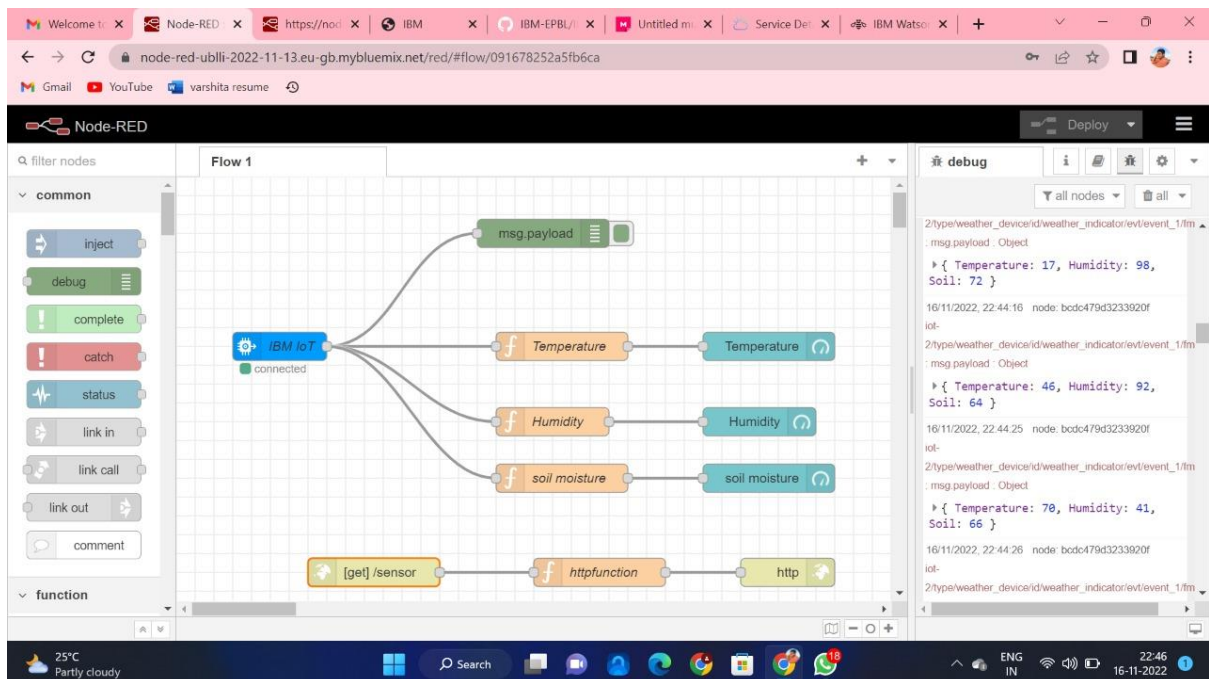 Welcome to
Node-RED :
https://nod
IBM
IBM-EPBL/I
Untitled mu
Service Det
IBM Watso
node-red-ublli-2022-11-13.eu-gb.mybluemix.net/red/#flow/091678252a5fb6ca
Gmail YouTube varshita resume
Node-RED
Deploy
filter nodes
Flow 1
debug
i
all nodes
all
common
inject
debug
complete
catch
status
link in
link call
link out
comment
function
msg.payload
IBM IoT
connected
Temperature
Temperature
Humidity
Humidity
soil moisture
soil moisture
[get] /sensor
httpfunction
http
2/type/weather_device/id/weather_indicator/evt/event_1/fm
: msg.payload : Object
{ Temperature: 17, Humidity: 98,
Soil: 72 }
16/11/2022, 22:44:16 node: bcdc479d3233920f
iot-
2/type/weather_device/id/weather_indicator/evt/event_1/fm
: msg.payload : Object
{ Temperature: 46, Humidity: 92,
Soil: 64 }
16/11/2022, 22:44:25 node: bcdc479d3233920f
iot-
2/type/weather_device/id/weather_indicator/evt/event_1/fm
: msg.payload : Object
{ Temperature: 70, Humidity: 41,
Soil: 66 }
16/11/2022, 22:44:26 node: bcdc479d3233920f
iot-
2/type/weather_device/id/weather_indicator/evt/event_1/fm
25°C
Partly cloudy
Search
18
ENG
IN
22:46
16-11-2022
1